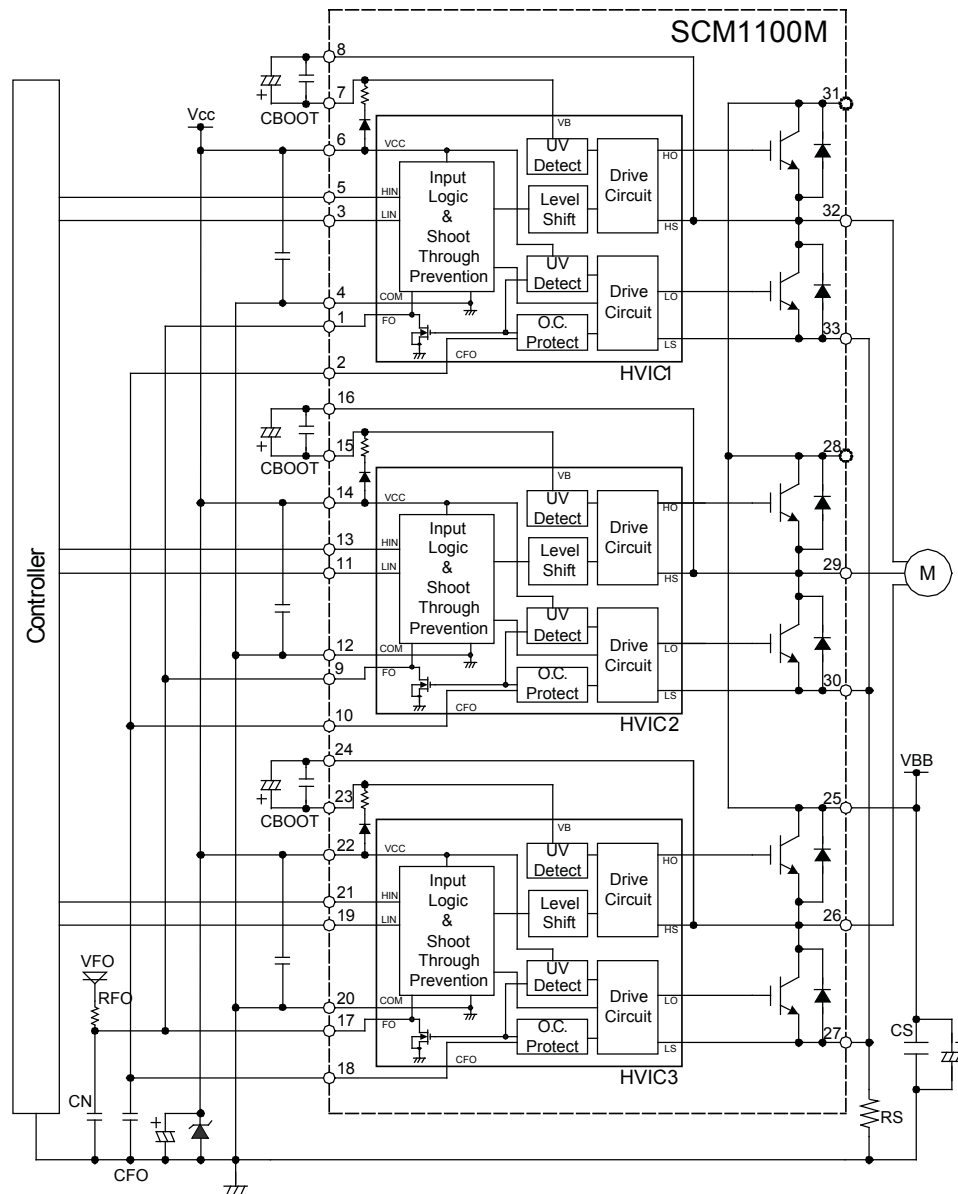 SCM1100M
8
7
CBOOT
Vcc
6
5
3
4
1
2
VCC
HIN
LIN
COM
FO
CFO
VB
Input
Logic
&
Shoot
Through
Prevention
UV
Detect
Level
Shift
Drive
Circuit
HO
HS
UV
Detect
O.C.
Protect
Drive
Circuit
LO
LS
HVIC1
31
32
33
16
15
CBOOT
14
13
11
12
9
10
VCC
HIN
LIN
COM
FO
CFO
VB
Input
Logic
&
Shoot
Through
Prevention
UV
Detect
Level
Shift
Drive
Circuit
HO
HS
UV
Detect
O.C.
Protect
Drive
Circuit
LO
LS
HVIC2
28
29
30
M
Controller
24
23
CBOOT
22
21
19
20
17
18
VCC
HIN
LIN
COM
FO
CFO
VB
Input
Logic
&
Shoot
Through
Prevention
UV
Detect
Level
Shift
Drive
Circuit
HO
HS
UV
Detect
O.C.
Protect
Drive
Circuit
LO
LS
HVIC3
VBB
25
26
27
VFO
RFO
CN
CFO
+
CS
RS